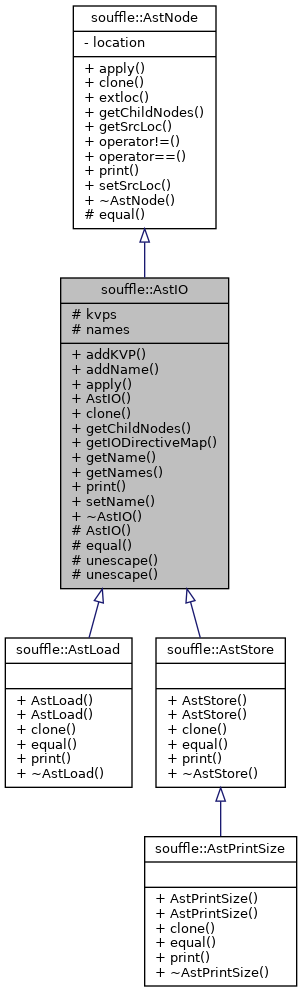 souffle::AstNode
- location
+ apply()
+ clone()
+ extloc()
+ getChildNodes()
+ getSrcLoc()
+ operator!=()
+ operator==()
+ print()
+ setSrcLoc()
+ ~AstNode()
# equal()
souffle::AstIO
# kvps
# names
+ addKVP()
+ addName()
+ apply()
+ AstIO()
+ clone()
+ getChildNodes()
+ getIODirectiveMap()
+ getName()
+ getNames()
+ print()
+ setName()
+ ~AstIO()
# AstIO()
# equal()
# unescape()
# unescape()
souffle::AstLoad
+ AstLoad()
+ AstLoad()
+ clone()
+ equal()
+ print()
+ ~AstLoad()
souffle::AstStore
+ AstStore()
+ AstStore()
+ clone()
+ equal()
+ print()
+ ~AstStore()
souffle::AstPrintSize
+ AstPrintSize()
+ AstPrintSize()
+ clone()
+ equal()
+ print()
+ ~AstPrintSize()